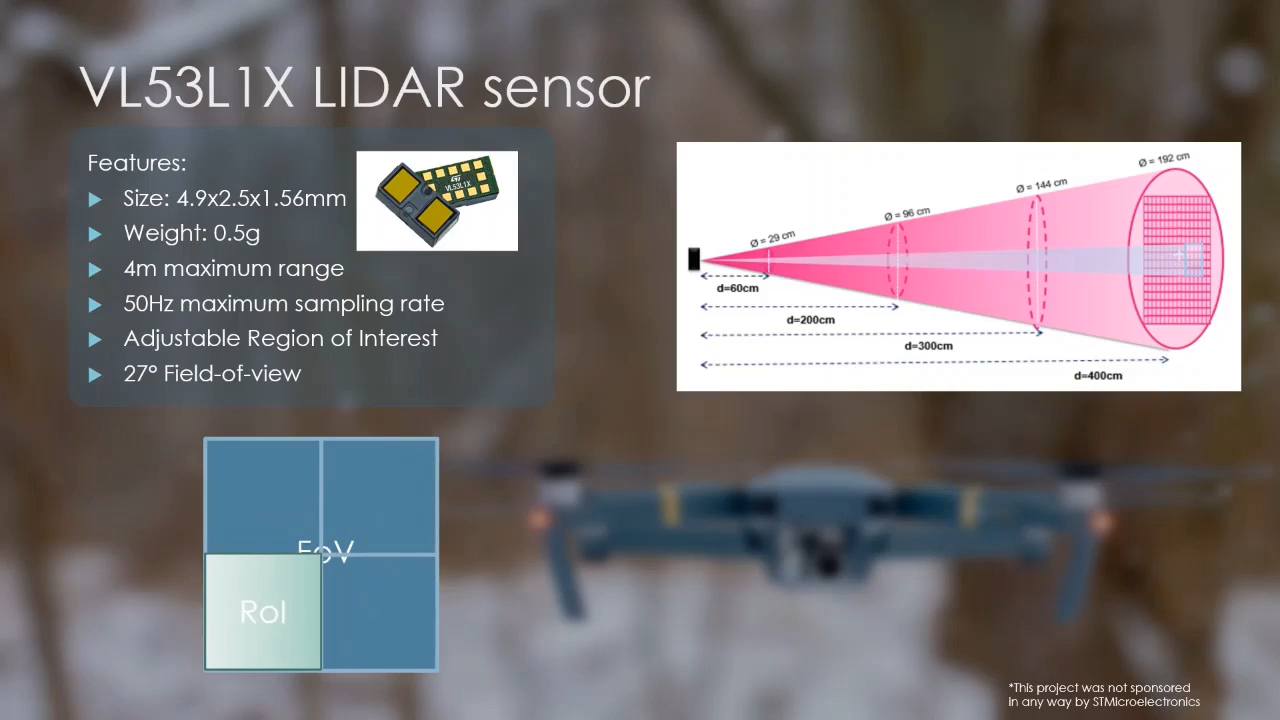 VL53L1X LIDAR sensor
Features:
Size: 4.9x2.5x1.56mm
Weight: 0.5g
4m maximum range
50Hz maximum sampling rate
Adjustable Region of Interest
27° Field-of-view
VL53L1X
Ø = 29 cm
Ø = 96 cm
Ø = 144 cm
Ø = 192 cm
d=60cm
d=200cm
d=300cm
d=400cm
FoV
RoI
*This project was not sponsored
in any way by STMicroelectronics